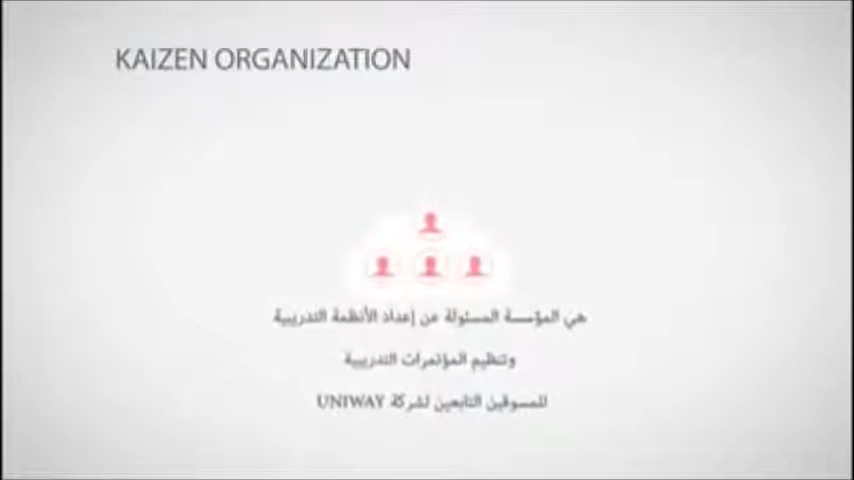 KAIZEN ORGANIZATION
هي المؤسسة المسئولة عن إعداد الأنظمة التدريبية
وتنظيم المؤتمرات التدريبية
للمسوقين التابعين لشركة UNIWAY